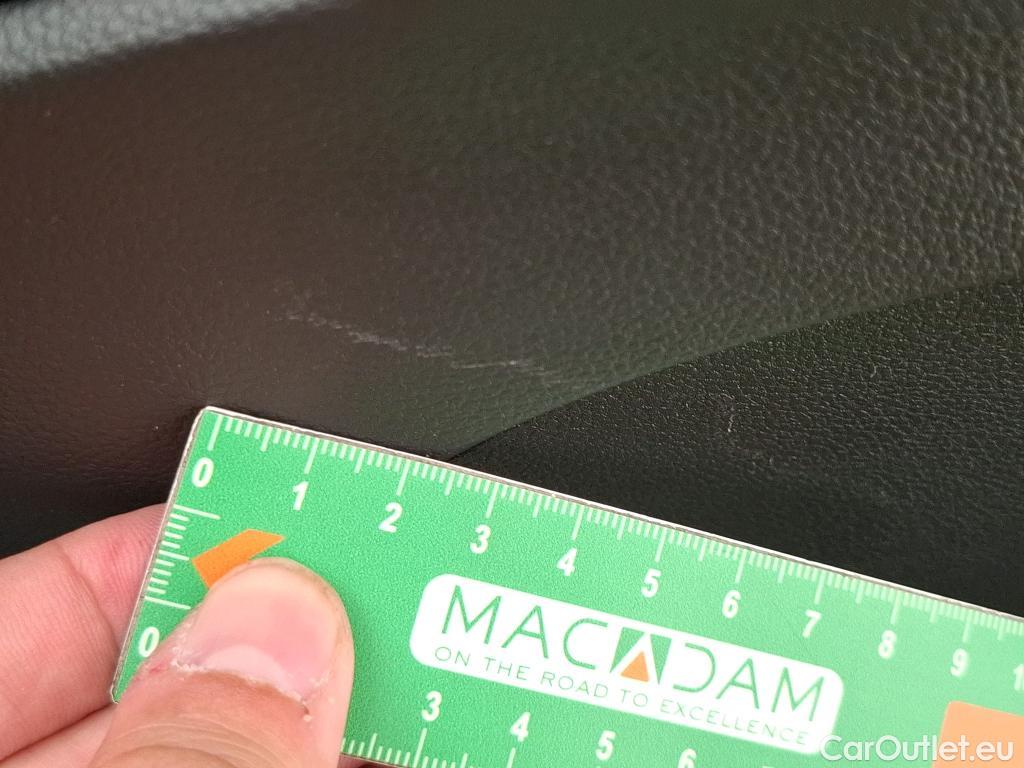 0 1 2 3 4 5 6 7 8 9 1
MACADAM
ON THE ROAD TO EXCELLENCE
0 3 4 5 6
CarOutlet.eu